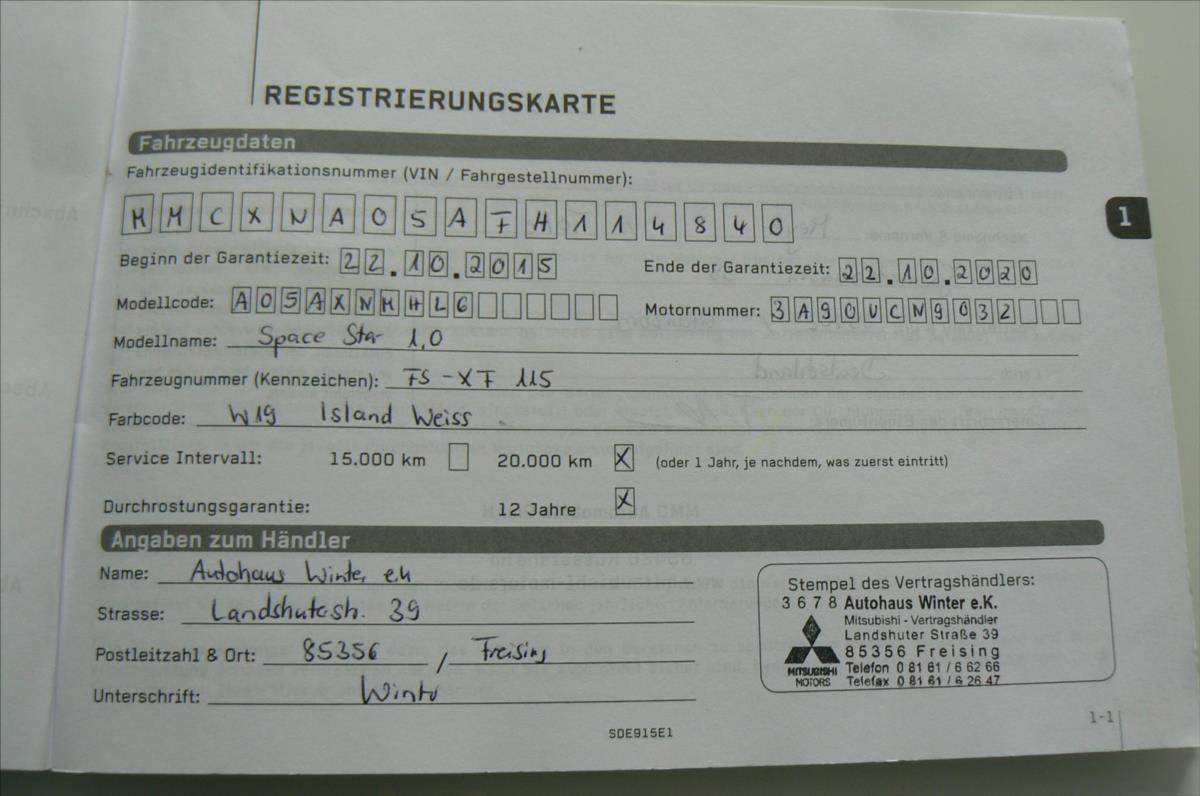 REGISTRIERUNGSKARTE
Fahrzeugdaten
Fahrzeugidentifikationsnummer (VIN / Fahrgestellnummer):
MMCXNA05AFH114840
1
Beginn der Garantiezeit: 22.10.2015 Ende der Garantiezeit: 22.10.2020
Modellcode: A05AXNMHL6 Motornummer: 3A90UCN9032
Modellname: Space Star 1,0
Fahrzeugnummer (Kennzeichen): FS-XF 115
Farbcode: W19 Island Weiss
Service Intervall: 15.000 km 20.000 km X (oder 1 Jahr, je nachdem, was zuerst eintritt)
Durchrostungsgarantie: 12 Jahre X
Angaben zum Händler
Name: Autohaus Winter e.K
Strasse: Landshuterstr. 39
Postleitzahl & Ort: 85356 / Freising
Unterschrift: Winter
Stempel des Vertragshändlers:
3678 Autohaus Winter e.K.
Mitsubishi - Vertragshändler
Landshuter Straße 39
85356 Freising
Telefon 0 81 61 / 6 62 66
Telefax 0 81 61 / 6 26 47
MITSUBISHI
MOTORS
SDE915E1
1-1